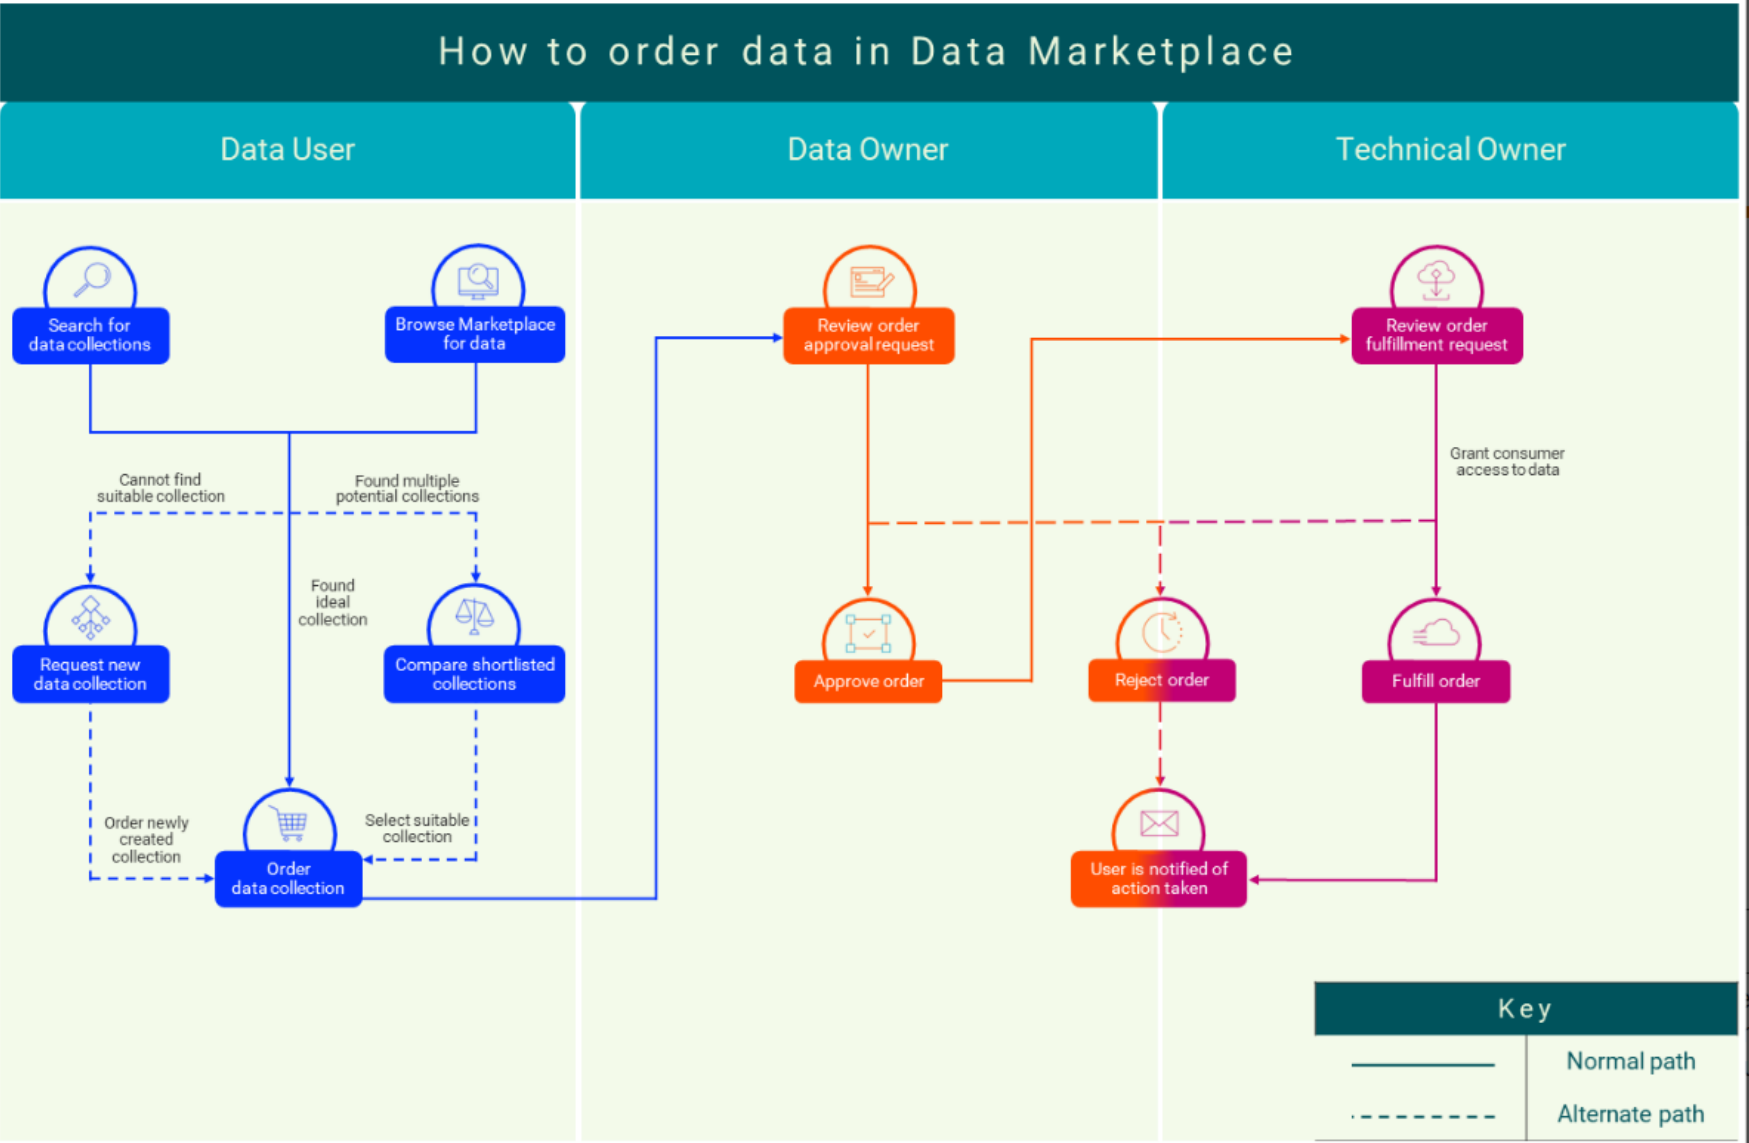 How to order data in Data Marketplace
Data User
Data Owner
Technical Owner
Search for
data collections
Browse Marketplace
for data
Review order
approval request
Review order
fulfillment request
Grant consumer
access to data
Cannot find
suitable collection
Found multiple
potential collections
Found
ideal
collection
Request new
data collection
Compare shortlisted
collections
Approve order
Reject order
Fulfill order
Order newly
created
collection
Select suitable
collection
Order
data collection
User is notified of
action taken
Key
Normal path
Alternate path